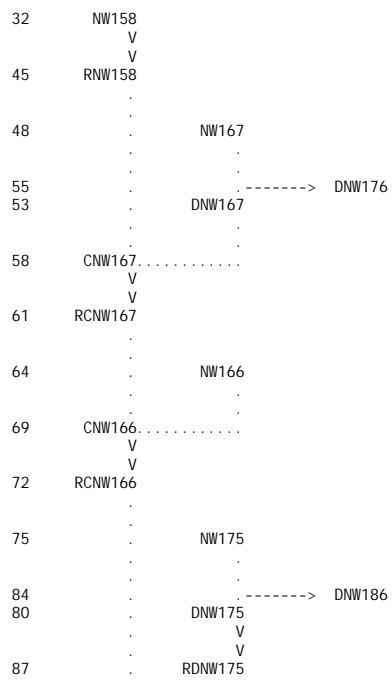 32 NW158
V
V
45 RNW158
.
.
48 . NW167
. .
. .
55 . .-------> DNW176
53 . DNW167
. .
. .
58 CNW167............
V
V
61 RCNW167
.
.
64 . NW166
. .
. .
69 CNW166............
V
V
72 RCNW166
.
.
75 . NW175
. .
. .
84 . .-------> DNW186
80 . DNW175
. V
. V
87 . RDNW175